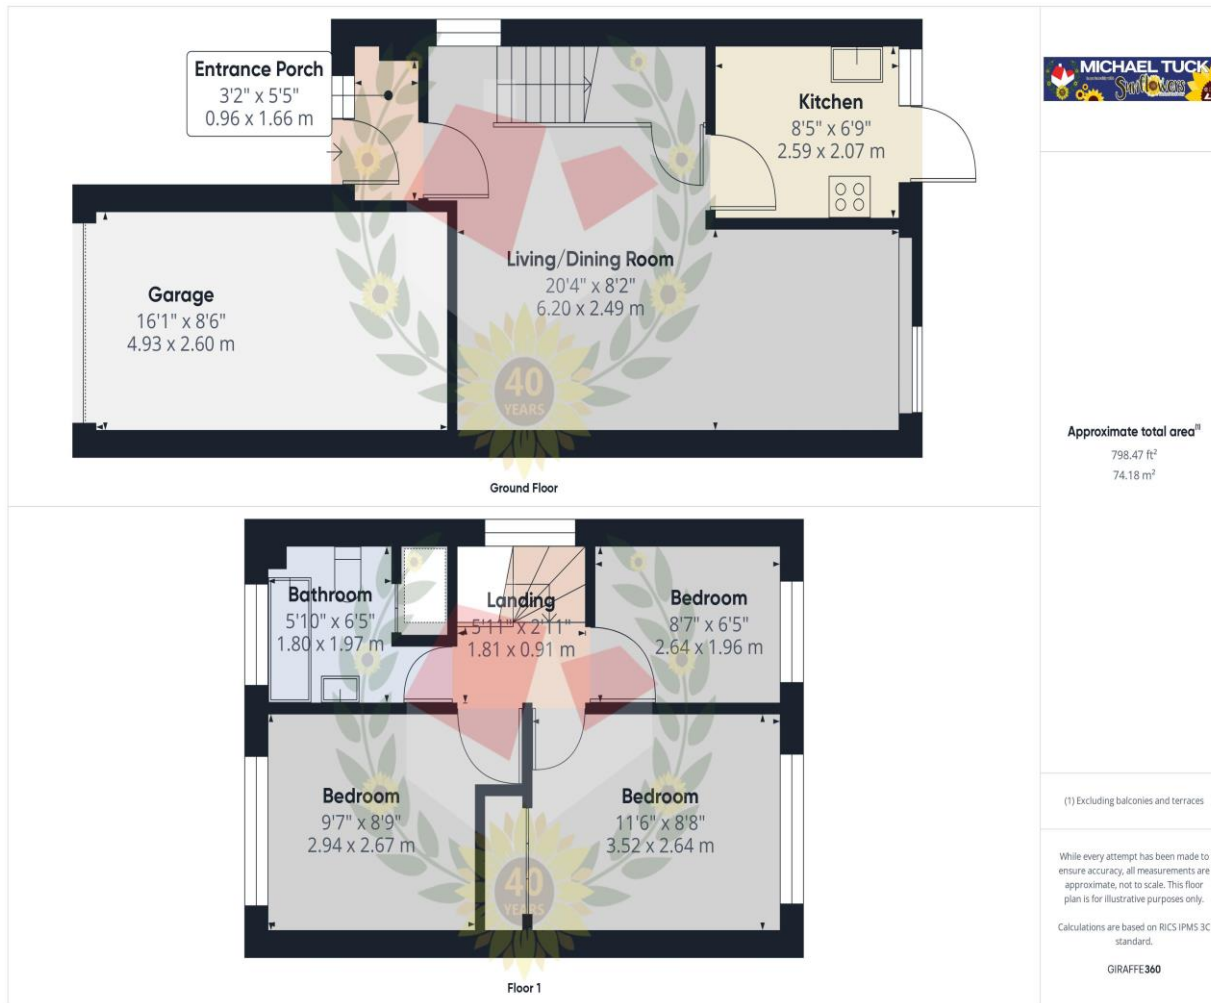 Entrance Porch
3'2" x 5'5"
0.96 x 1.66 m
Kitchen
8'5" x 6'9"
2.59 x 2.07 m
Living/Dining Room
20'4" x 8'2"
6.20 x 2.49 m
Garage
16'1" x 8'6"
4.93 x 2.60 m
40
YEARS
Ground Floor
Bathroom
5'10" x 6'5"
1.80 x 1.97 m
Landing
5'11" x 2'11"
1.81 x 0.91 m
Bedroom
8'7" x 6'5"
2.64 x 1.96 m
Bedroom
9'7" x 8'9"
2.94 x 2.67 m
Bedroom
11'6" x 8'8"
3.52 x 2.64 m
40
YEARS
Floor 1
MICHAEL TUCK
Sunflowers
Approximate total area(1)
798.47 ft²
74.18 m²
(1) Excluding balconies and terraces
While every attempt has been made to
ensure accuracy, all measurements are
approximate, not to scale. This floor
plan is for illustrative purposes only.
Calculations are based on RICS IPMS 3C
standard.
GIRAFFE360